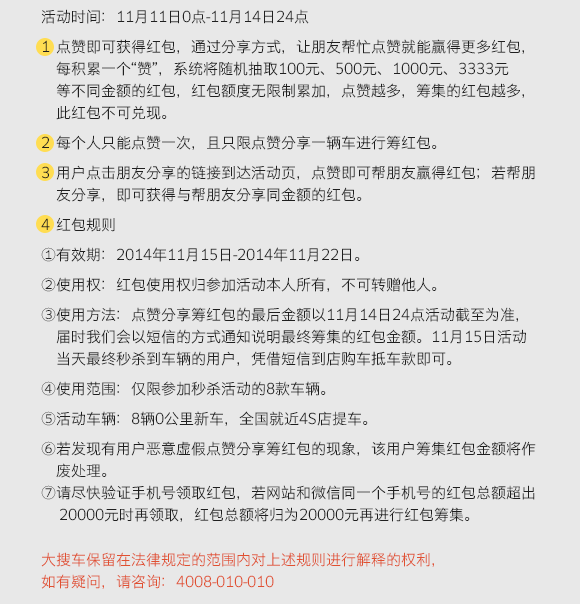 活动时间：11月11日0点-11月14日24点
1 点赞即可获得红包，通过分享方式，让朋友帮忙点赞就能赢得更多红包，
每积累一个“赞”，系统将随机抽取100元、500元、1000元、3333元
等不同金额的红包，红包额度无限制累加，点赞越多，筹集的红包越多，
此红包不可兑现。
2 每个人只能点赞一次，且只限点赞分享一辆车进行筹红包。
3 用户点击朋友分享的链接到达活动页，点赞即可帮朋友赢得红包；若帮朋
友分享，即可获得与帮朋友分享同金额的红包。
4 红包规则
①有效期：2014年11月15日-2014年11月22日。
②使用权：红包使用权归参加活动本人所有，不可转赠他人。
③使用方法：点赞分享筹红包的最后金额以11月14日24点活动截至为准，
届时我们会以短信的方式通知说明最终筹集的红包金额。11月15日活动
当天最终秒杀到车辆的用户，凭借短信到店购车抵车款即可。
④使用范围：仅限参加秒杀活动的8款车辆。
⑤活动车辆：8辆0公里新车，全国就近4S店提车。
⑥若发现有用户恶意虚假点赞分享筹红包的现象，该用户筹集红包金额将作
废处理。
⑦请尽快验证手机号领取红包，若网站和微信同一个手机号的红包总额超出
20000元时再领取，红包总额将归为20000元再进行红包筹集。
大搜车保留在法律规定的范围内对上述规则进行解释的权利，
如有疑问，请咨询：4008-010-010